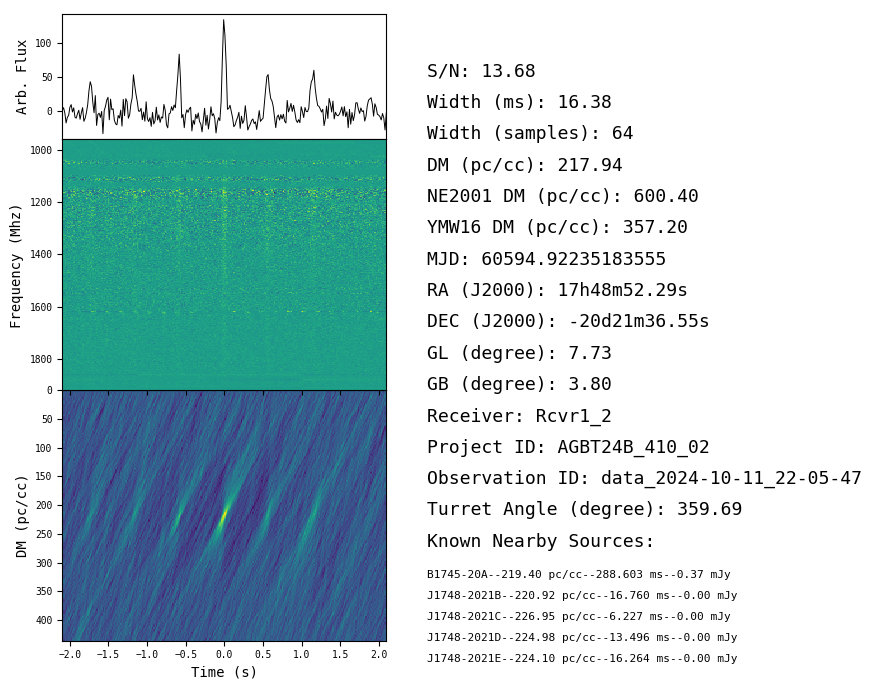 Arb. Flux
100
50
0
Frequency (Mhz)
1000
1200
1400
1600
1800
DM (pc/cc)
0
50
100
150
200
250
300
350
400
−2.0 −1.5 −1.0 −0.5 0.0 0.5 1.0 1.5 2.0
Time (s)
S/N: 13.68
Width (ms): 16.38
Width (samples): 64
DM (pc/cc): 217.94
NE2001 DM (pc/cc): 600.40
YMW16 DM (pc/cc): 357.20
MJD: 60594.92235183555
RA (J2000): 17h48m52.29s
DEC (J2000): -20d21m36.55s
GL (degree): 7.73
GB (degree): 3.80
Receiver: Rcvr1_2
Project ID: AGBT24B_410_02
Observation ID: data_2024-10-11_22-05-47
Turret Angle (degree): 359.69
Known Nearby Sources:
B1745-20A--219.40 pc/cc--288.603 ms--0.37 mJy
J1748-2021B--220.92 pc/cc--16.760 ms--0.00 mJy
J1748-2021C--226.95 pc/cc--6.227 ms--0.00 mJy
J1748-2021D--224.98 pc/cc--13.496 ms--0.00 mJy
J1748-2021E--224.10 pc/cc--16.264 ms--0.00 mJy